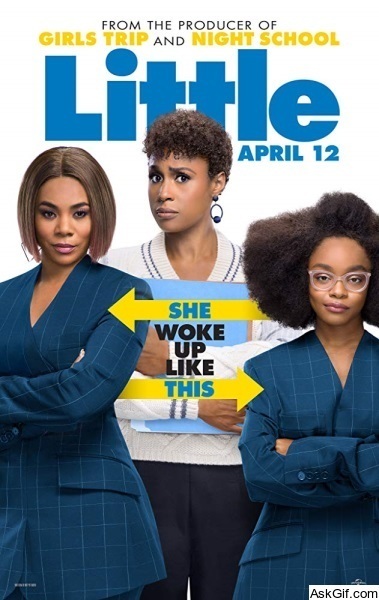 FROM THE PRODUCER OF
GIRLS TRIP AND NIGHT SCHOOL
Little
APRIL 12
SHE
WOKE
UP
LIKE
THIS
AskGif.com